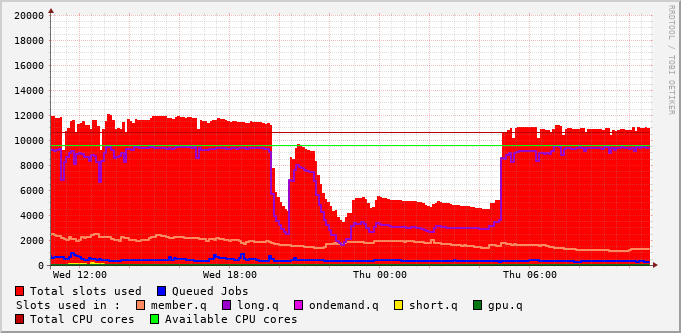 RRDTOOL / TOBI OETIKER
20000
18000
16000
14000
12000
10000
8000
6000
4000
2000
0
Wed 12:00 Wed 18:00 Thu 00:00 Thu 06:00
Total slots used Queued Jobs
Slots used in : member.q long.q ondemand.q short.q gpu.q
Total CPU cores Available CPU cores